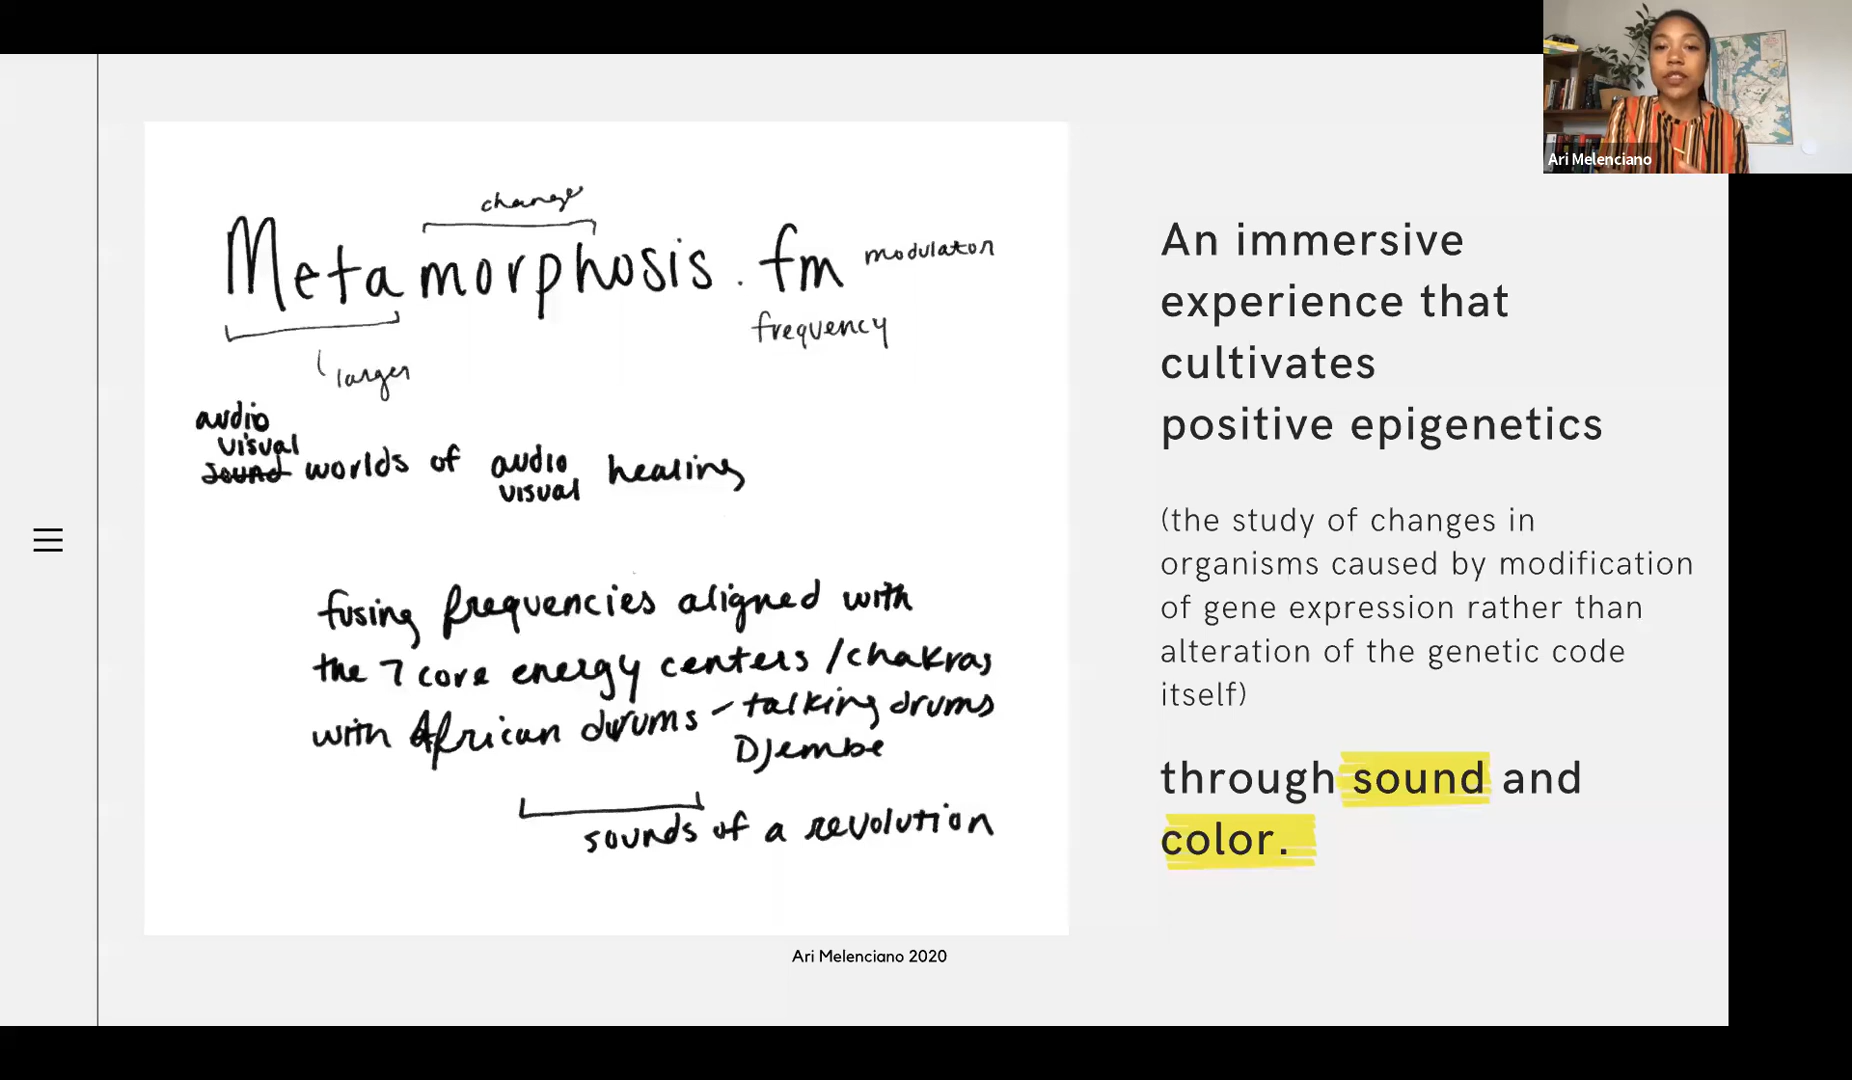 Ari Melenciano
change
Metamorphosis . fm modulator
frequency
larger
audio
visual
sound worlds of audio healing
visual
fusing frequencies aligned with
the 7 core energy centers / chakras
with African drums - talking drums
Djembe
sounds of a revolution
Ari Melenciano 2020
An immersive
experience that
cultivates
positive epigenetics
(the study of changes in
organisms caused by modification
of gene expression rather than
alteration of the genetic code
itself)
through sound and
color.